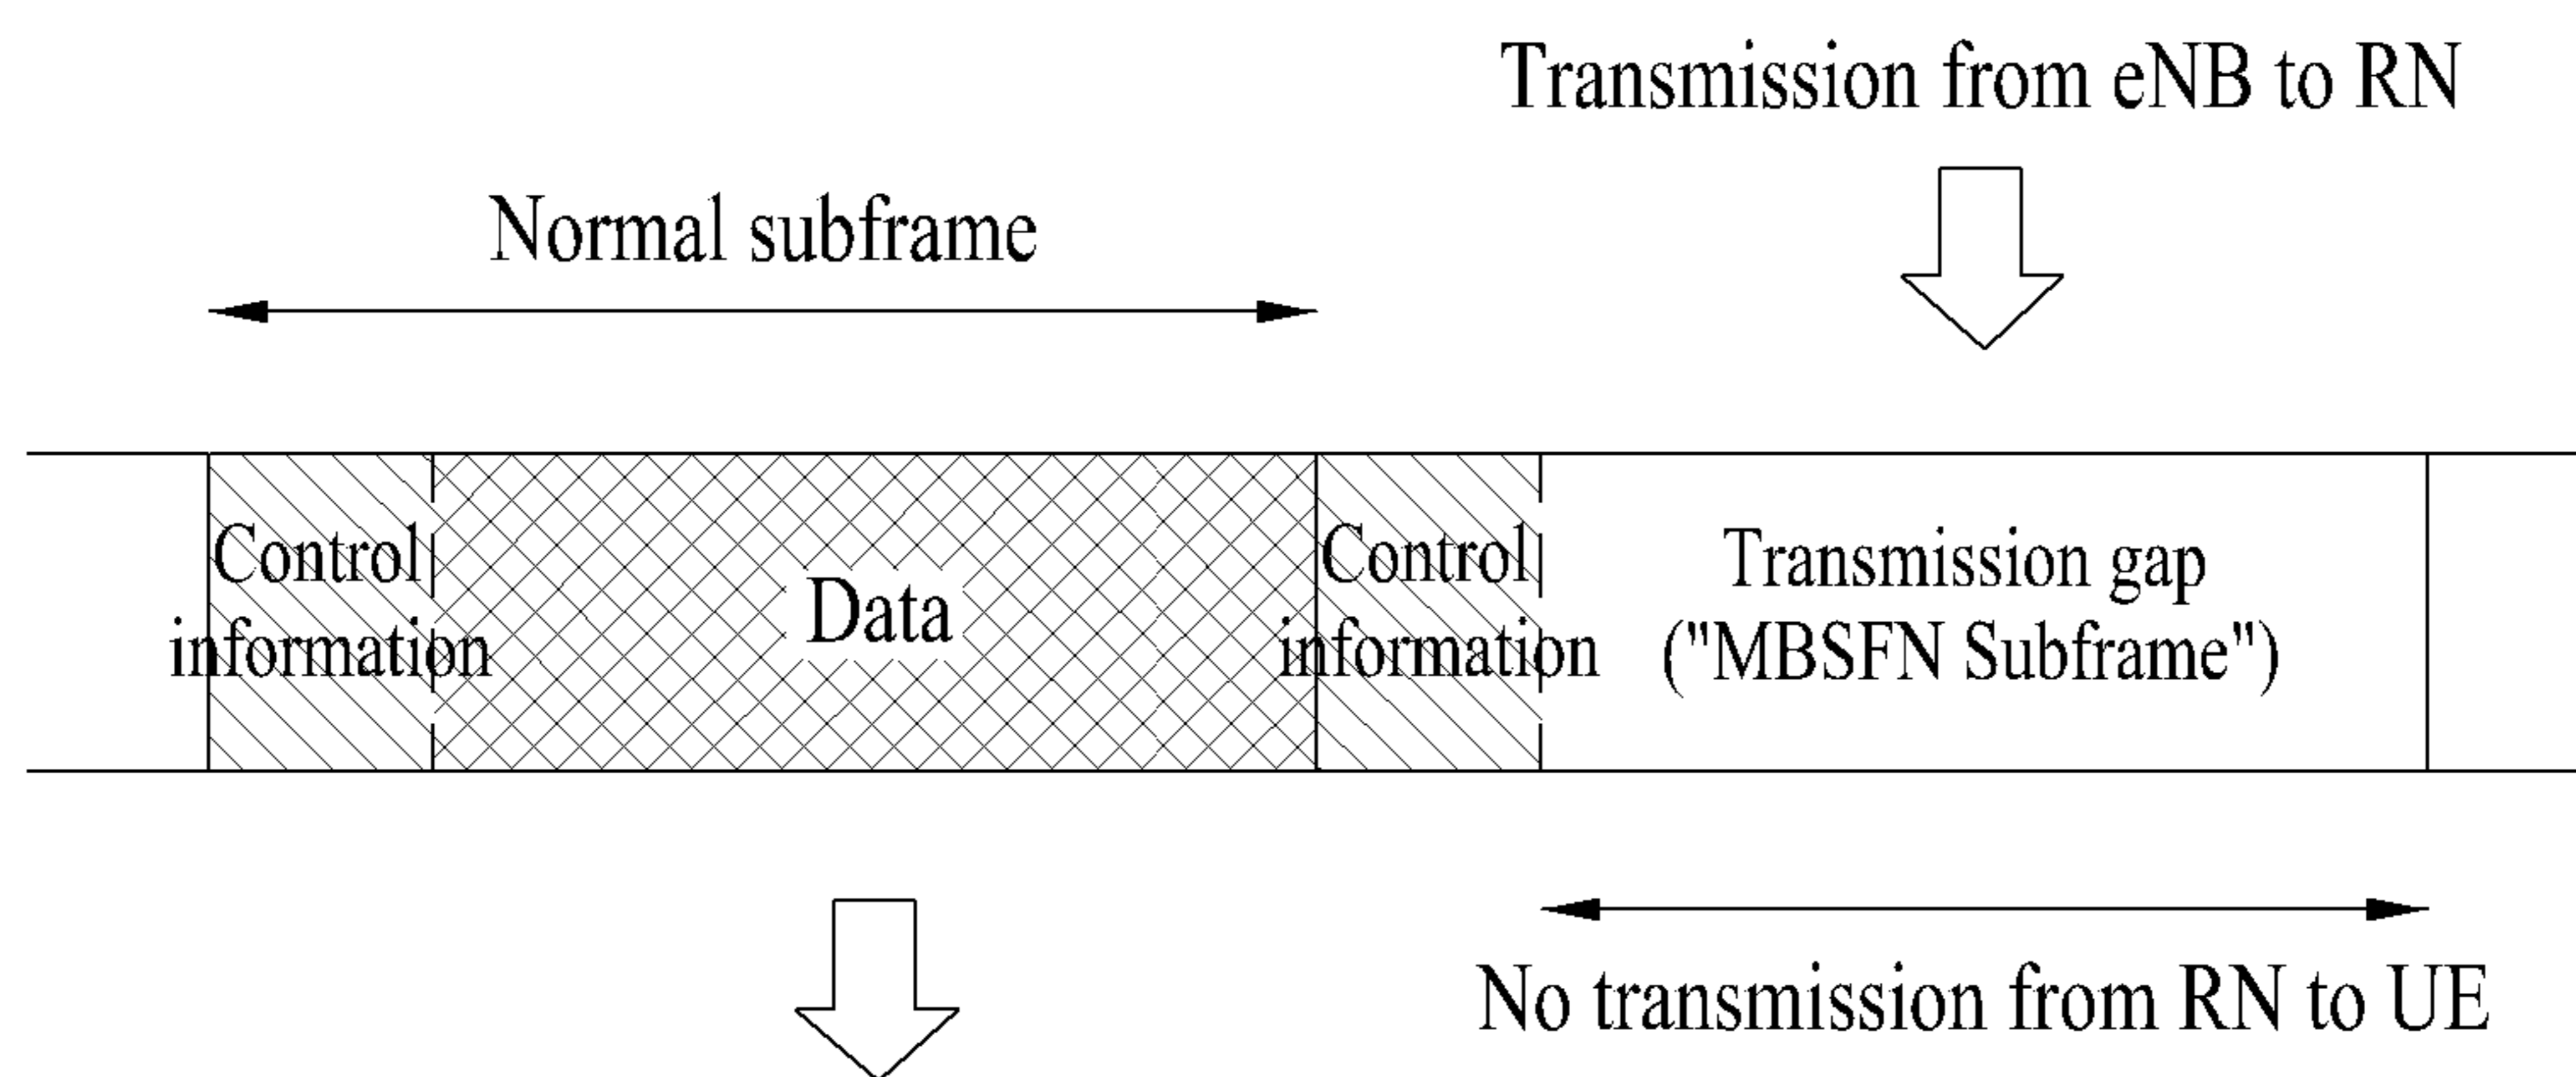 Transmission from eNB to RN
Normal subframe
Control
information
Data
Control
information
Transmission gap
("MBSFN Subframe")
No transmission from RN to UE